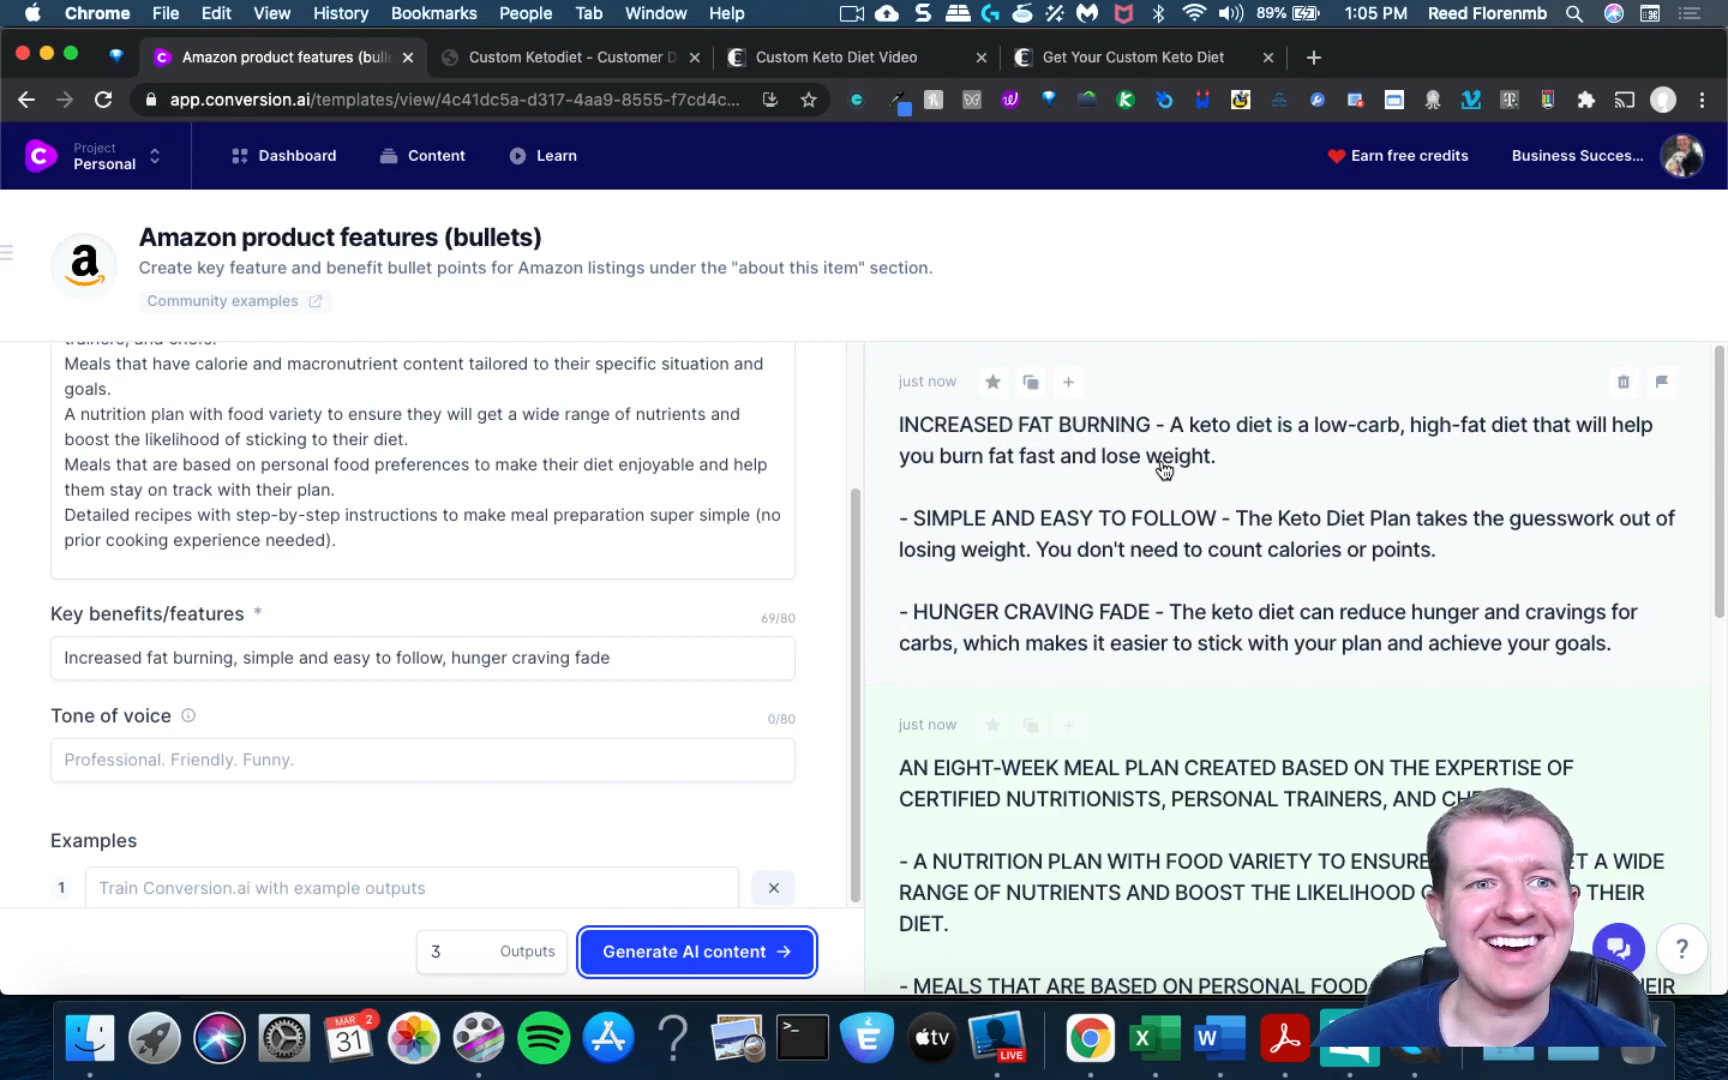 Chrome File Edit View History Bookmarks People Tab Window Help 89% 1:05 PM Reed Florenmb
Amazon product features (bull Custom Ketodiet - Customer D Custom Keto Diet Video Get Your Custom Keto Diet
app.conversion.ai/templates/view/4c41dc5a-d317-4aa9-8555-f7cd4c...
Project
Personal
Dashboard Content Learn Earn free credits Business Succes...
Amazon product features (bullets)
Create key feature and benefit bullet points for Amazon listings under the "about this item" section.
Community examples
trainers, and chefs.
Meals that have calorie and macronutrient content tailored to their specific situation and
goals.
A nutrition plan with food variety to ensure they will get a wide range of nutrients and
boost the likelihood of sticking to their diet.
Meals that are based on personal food preferences to make their diet enjoyable and help
them stay on track with their plan.
Detailed recipes with step-by-step instructions to make meal preparation super simple (no
prior cooking experience needed).
Key benefits/features *
69/80
Increased fat burning, simple and easy to follow, hunger craving fade
Tone of voice
0/80
Professional. Friendly. Funny.
Examples
1 Train Conversion.ai with example outputs
3 Outputs Generate AI content →
just now
INCREASED FAT BURNING - A keto diet is a low-carb, high-fat diet that will help
you burn fat fast and lose weight.
- SIMPLE AND EASY TO FOLLOW - The Keto Diet Plan takes the guesswork out of
losing weight. You don't need to count calories or points.
- HUNGER CRAVING FADE - The keto diet can reduce hunger and cravings for
carbs, which makes it easier to stick with your plan and achieve your goals.
just now
AN EIGHT-WEEK MEAL PLAN CREATED BASED ON THE EXPERTISE OF
CERTIFIED NUTRITIONISTS, PERSONAL TRAINERS, AND
- A NUTRITION PLAN WITH FOOD VARIETY TO ENSURE A WIDE
RANGE OF NUTRIENTS AND BOOST THE LIKELIHOOD THEIR
DIET.
- MEALS THAT ARE BASED ON PERSONAL FOOD
MAR 2
31
LIVE
tv